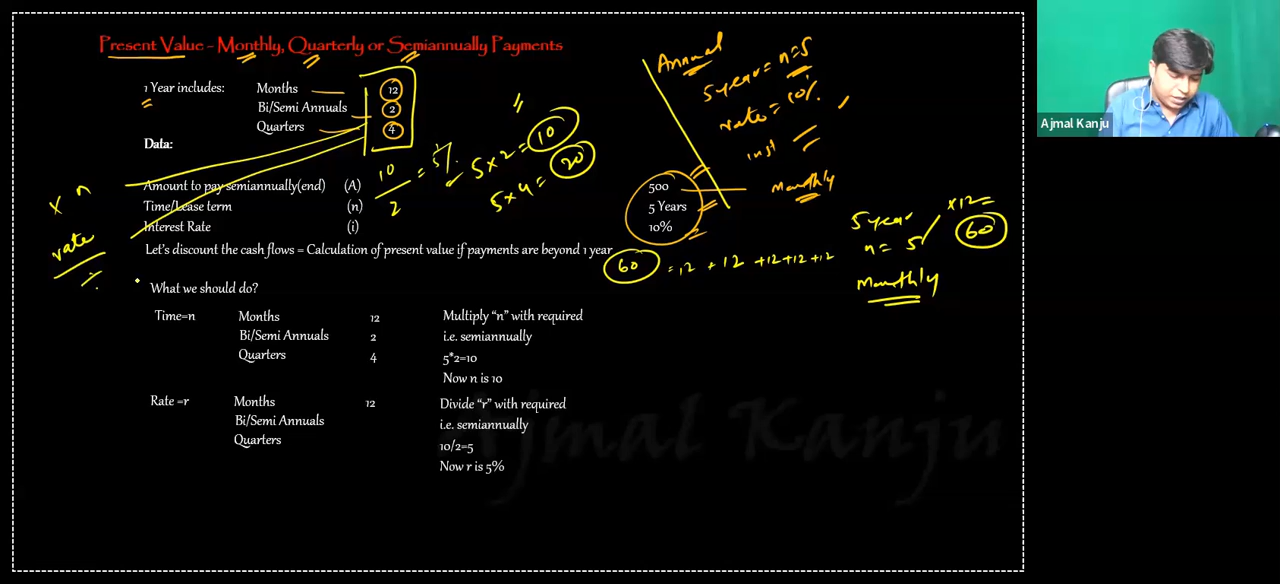 Present Value - Monthly, Quarterly or Semiannually Payments
1 Year includes: Months 12
Bi/Semi Annuals 2
Quarters 4
Data:
Amount to pay semiannually(end) (A) 500
Time/Lease term (n) 5 Years
Interest Rate (i) 10%
Let's discount the cash flows = Calculation of present value if payments are beyond 1 year
What we should do?
Time=n Months 12 Multiply "n" with required
Bi/Semi Annuals 2 i.e. semiannually
Quarters 4 5*2=10
Now n is 10
Rate =r Months 12 Divide "r" with required
Bi/Semi Annuals i.e. semiannually
Quarters 10/2=5
Now r is 5%
× n
rate
÷
10/2 = 5%
5×2 = 10
5×4 = 20
Annual
5 year = n=5
rate = 10%
inst
Monthly
5 year
n = 5 ×12=
60
Monthly
60 = 12 + 12 +12+12+12
Ajmal Kanju
Ajmal Kanju